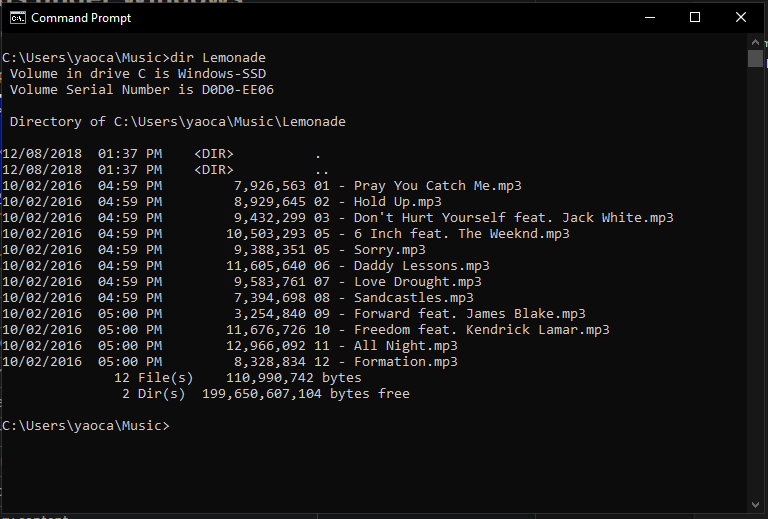 Command Prompt
C:\Users\yaoca\Music>dir Lemonade
 Volume in drive C is Windows-SSD
 Volume Serial Number is D0D0-EE06

 Directory of C:\Users\yaoca\Music\Lemonade

12/08/2018  01:37 PM    <DIR>          .
12/08/2018  01:37 PM    <DIR>          ..
10/02/2016  04:59 PM         7,926,563 01 - Pray You Catch Me.mp3
10/02/2016  04:59 PM         8,929,645 02 - Hold Up.mp3
10/02/2016  04:59 PM         9,432,299 03 - Don't Hurt Yourself feat. Jack White.mp3
10/02/2016  04:59 PM        10,503,293 05 - 6 Inch feat. The Weeknd.mp3
10/02/2016  04:59 PM         9,388,351 05 - Sorry.mp3
10/02/2016  04:59 PM        11,605,640 06 - Daddy Lessons.mp3
10/02/2016  04:59 PM         9,583,761 07 - Love Drought.mp3
10/02/2016  04:59 PM         7,394,698 08 - Sandcastles.mp3
10/02/2016  05:00 PM         3,254,840 09 - Forward feat. James Blake.mp3
10/02/2016  05:00 PM        11,676,726 10 - Freedom feat. Kendrick Lamar.mp3
10/02/2016  05:00 PM        12,966,092 11 - All Night.mp3
10/02/2016  05:00 PM         8,328,834 12 - Formation.mp3
              12 File(s)    110,990,742 bytes
               2 Dir(s)  199,650,607,104 bytes free

C:\Users\yaoca\Music>